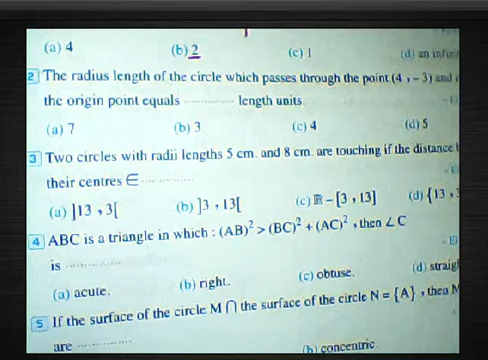 (a) 4 (b) 2 (c) 1 (d) an
2 The radius length of the circle which passes through the point (4 , – 3) and
the origin point equals ............ length units.
(a) 7 (b) 3 (c) 4 (d) 5
3 Two circles with radii lengths 5 cm. and 8 cm. are touching if the distance
their centres ∈ ............
(a) ]13 , 3[ (b) ]3 , 13[ (c) ℝ – [3 , 13] (d) {13 ,
4 ABC is a triangle in which : (AB)² > (BC)² + (AC)² , then ∠ C
is ............
(a) acute. (b) right. (c) obtuse. (d) straig
5 If the surface of the circle M ∩ the surface of the circle N = {A} , then M
are ............
(b) concentric.